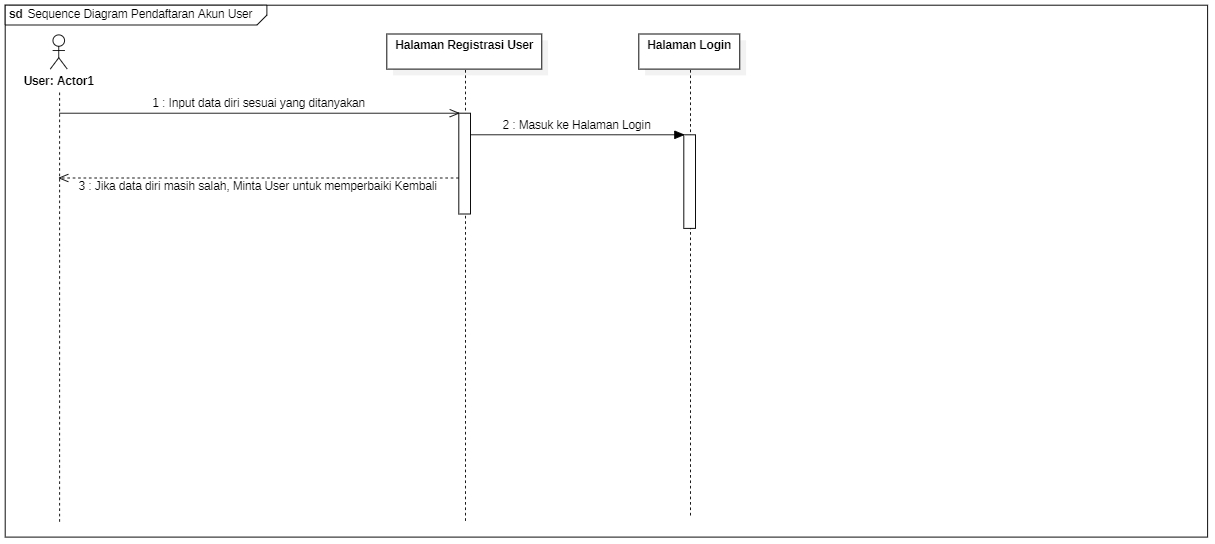 sd Sequence Diagram Pendaftaran Akun User
User: Actor1
Halaman Registrasi User
Halaman Login
1 : Input data diri sesuai yang ditanyakan
2 : Masuk ke Halaman Login
3 : Jika data diri masih salah, Minta User untuk memperbaiki Kembali